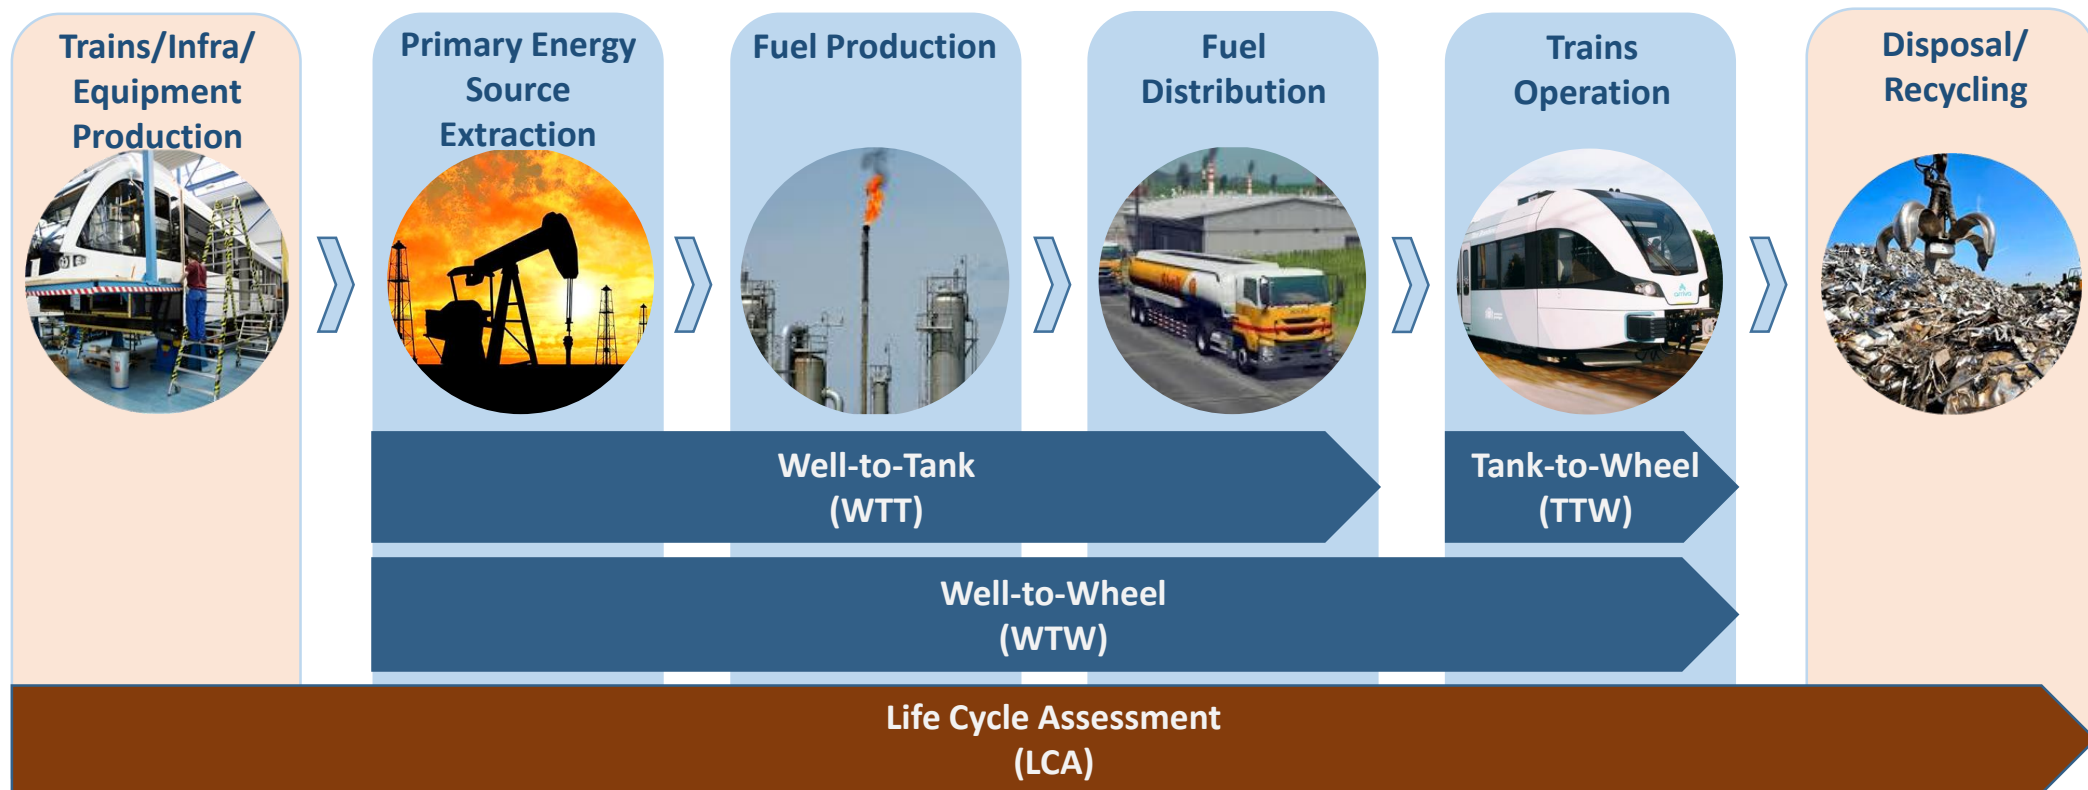 Trains/Infra/
Equipment
Production
Primary Energy
Source
Extraction
Fuel Production
Fuel
Distribution
Trains
Operation
Disposal/
Recycling
Well-to-Tank
(WTT)
Tank-to-Wheel
(TTW)
Well-to-Wheel
(WTW)
Life Cycle Assessment
(LCA)